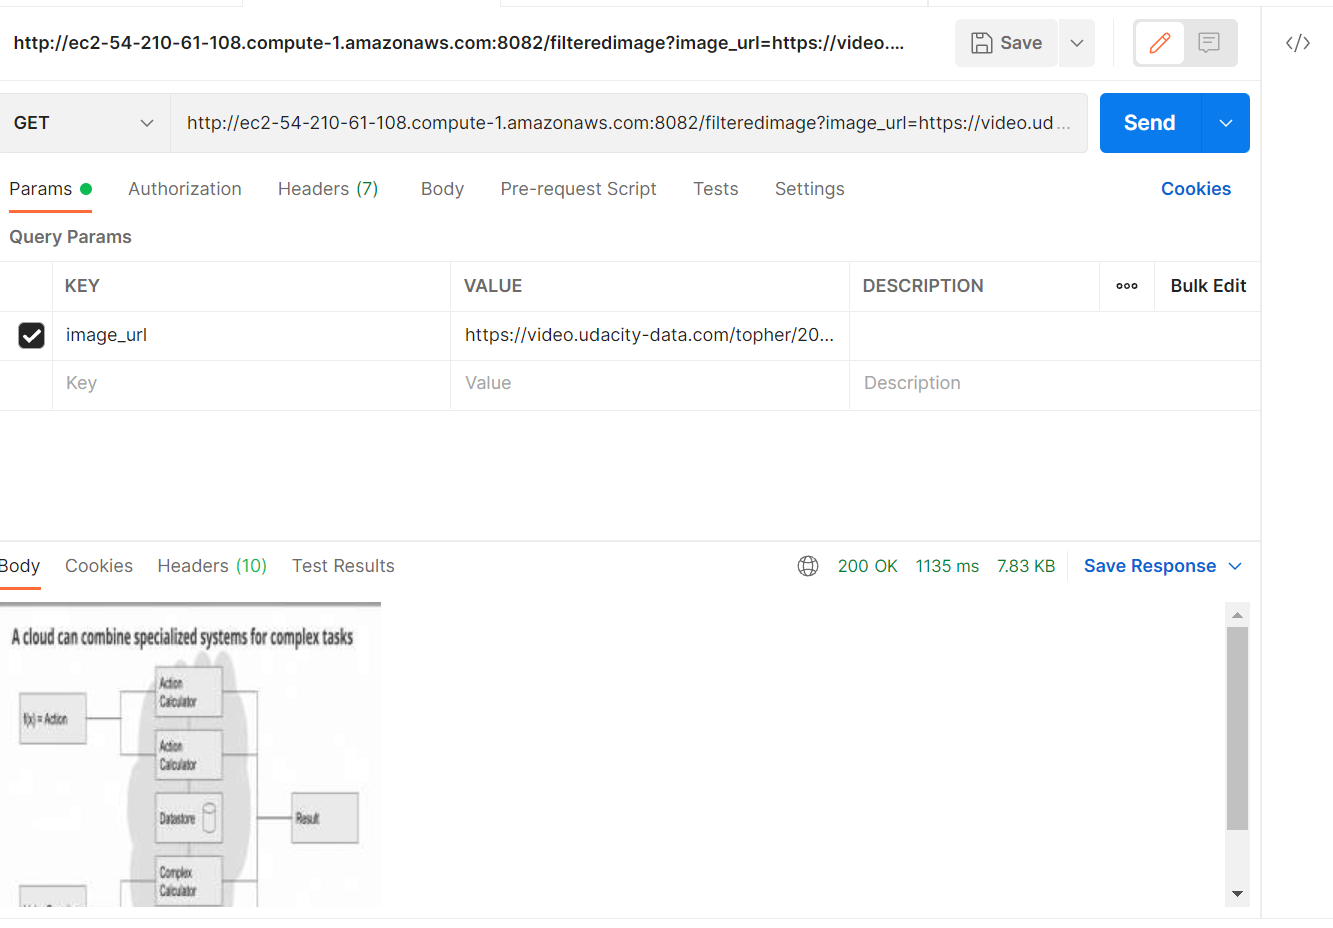 http://ec2-54-210-61-108.compute-1.amazonaws.com:8082/filteredimage?image_url=https://video....
Save
</>
GET
http://ec2-54-210-61-108.compute-1.amazonaws.com:8082/filteredimage?image_url=https://video.ud...
Send
Params
Authorization
Headers (7)
Body
Pre-request Script
Tests
Settings
Cookies
Query Params
KEY
VALUE
DESCRIPTION
Bulk Edit
image_url
https://video.udacity-data.com/topher/20...
Key
Value
Description
Body
Cookies
Headers (10)
Test Results
200 OK
1135 ms
7.83 KB
Save Response
A cloud can combine specialized systems for complex tasks
Action
Calculator
f(x) = Action
Action
Calculator
Datastore
Result
Complex
Calculator